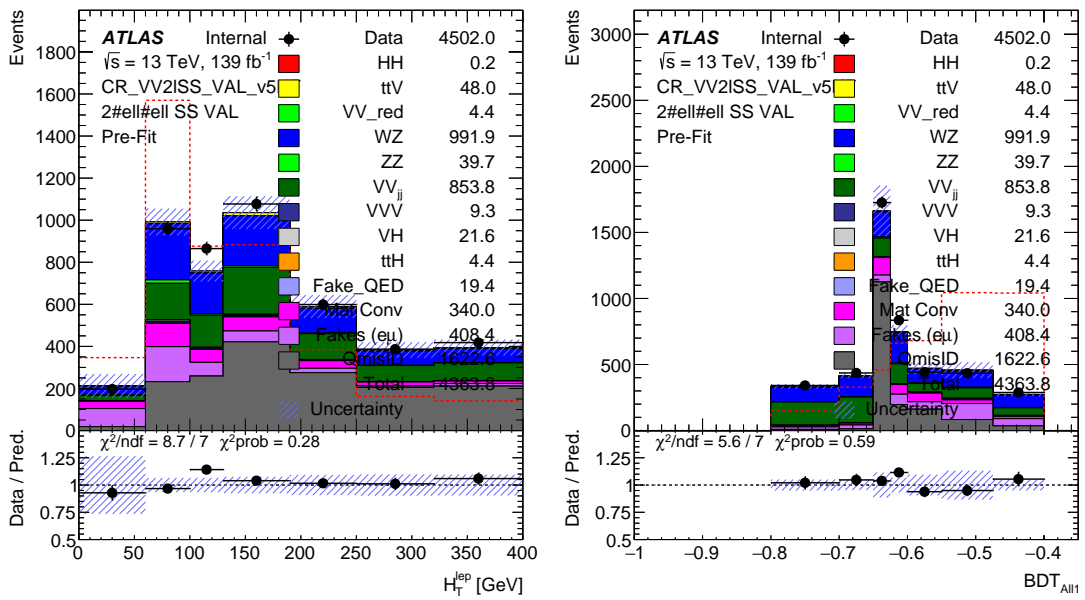 Events
ATLAS Internal
√s = 13 TeV, 139 fb⁻¹
CR_VV2lSS_VAL_v5
2#ell#ell SS VAL
Pre-Fit
Data 4502.0
HH 0.2
ttV 48.0
VV_red 4.4
WZ 991.9
ZZ 39.7
VVjj 853.8
VVV 9.3
VH 21.6
ttH 4.4
Fake_QED 19.4
Mat Conv 340.0
Fakes (eμ) 408.4
QmisID 1622.6
Total 4363.8
Uncertainty
1800
1600
1400
1200
1000
800
600
400
200
0
χ²/ndf = 8.7 / 7 χ²prob = 0.28
Data / Pred.
1.25
1
0.75
0.5
0 50 100 150 200 250 300 350 400
H_T^lep [GeV]
Events
ATLAS Internal
√s = 13 TeV, 139 fb⁻¹
CR_VV2lSS_VAL_v5
2#ell#ell SS VAL
Pre-Fit
Data 4502.0
HH 0.2
ttV 48.0
VV_red 4.4
WZ 991.9
ZZ 39.7
VVjj 853.8
VVV 9.3
VH 21.6
ttH 4.4
Fake_QED 19.4
Mat Conv 340.0
Fakes (eμ) 408.4
QmisID 1622.6
Total 4363.8
Uncertainty
3000
2500
2000
1500
1000
500
0
χ²/ndf = 5.6 / 7 χ²prob = 0.59
Data / Pred.
1.25
1
0.75
0.5
−1 −0.9 −0.8 −0.7 −0.6 −0.5 −0.4
BDT_All1